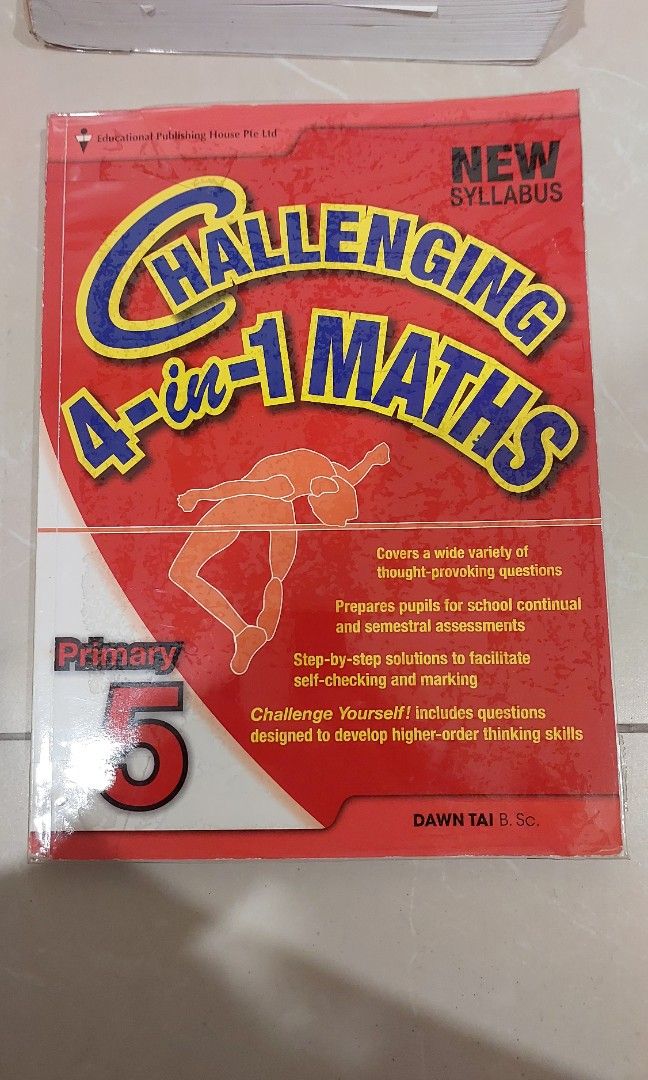 Educational Publishing House Pte Ltd
NEW
SYLLABUS
CHALLENGING
4-in-1 MATHS
Covers a wide variety of
thought-provoking questions
Prepares pupils for school continual
and semestral assessments
Step-by-step solutions to facilitate
self-checking and marking
Challenge Yourself! includes questions
designed to develop higher-order thinking skills
Primary
5
DAWN TAI B. Sc.